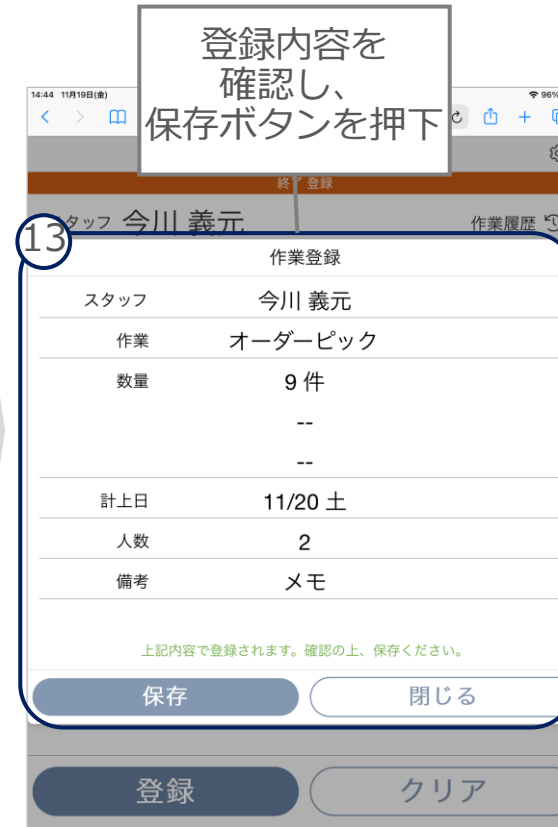 登録内容を
確認し、
保存ボタンを押下
14:44 11月19日(金)
96%
終了 登録
スタッフ 今川 義元
作業履歴
13
作業登録
スタッフ 今川 義元
作業 オーダーピック
数量 9 件
--
--
計上日 11/20 土
人数 2
備考 メモ
上記内容で登録されます。確認の上、保存ください。
保存 閉じる
登録 クリア